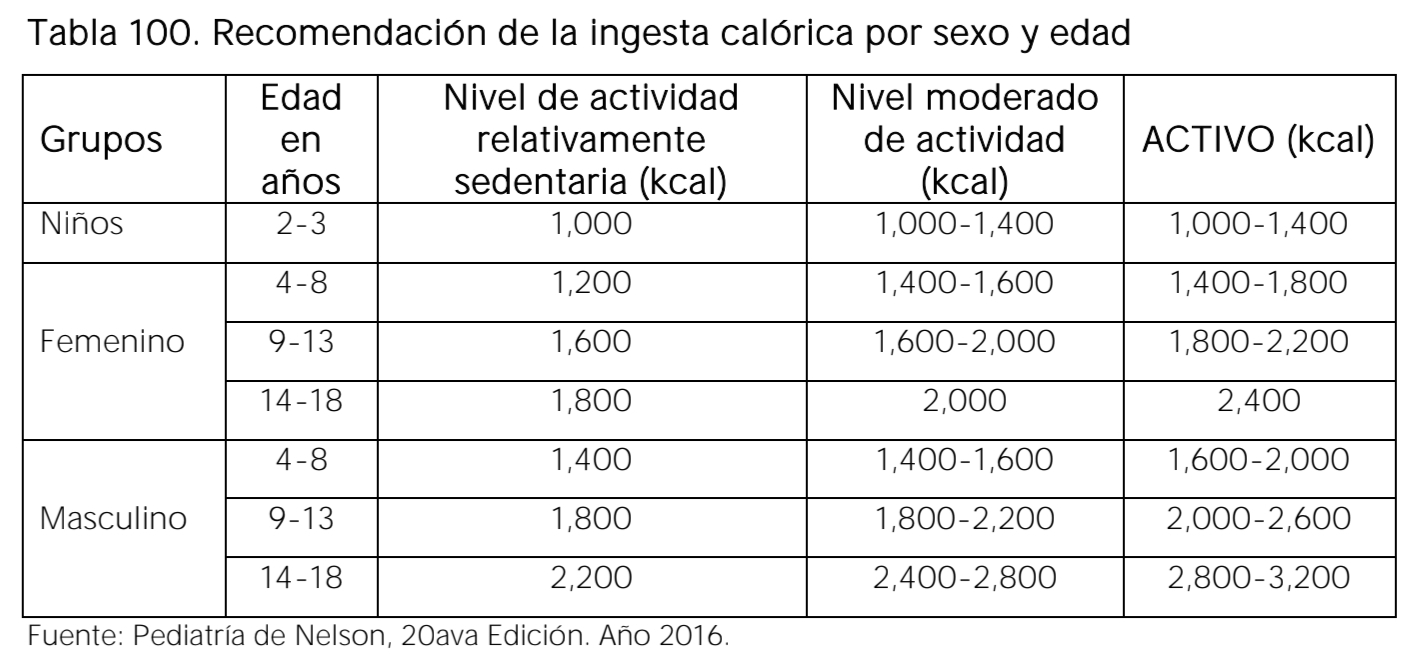 Tabla 100. Recomendación de la ingesta calórica por sexo y edad
Grupos Edad en años Nivel de actividad relativamente sedentaria (kcal) Nivel moderado de actividad (kcal) ACTIVO (kcal)
Niños 2-3 1,000 1,000-1,400 1,000-1,400
Femenino 4-8 1,200 1,400-1,600 1,400-1,800
9-13 1,600 1,600-2,000 1,800-2,200
14-18 1,800 2,000 2,400
Masculino 4-8 1,400 1,400-1,600 1,600-2,000
9-13 1,800 1,800-2,200 2,000-2,600
14-18 2,200 2,400-2,800 2,800-3,200
Fuente: Pediatría de Nelson, 20ava Edición. Año 2016.